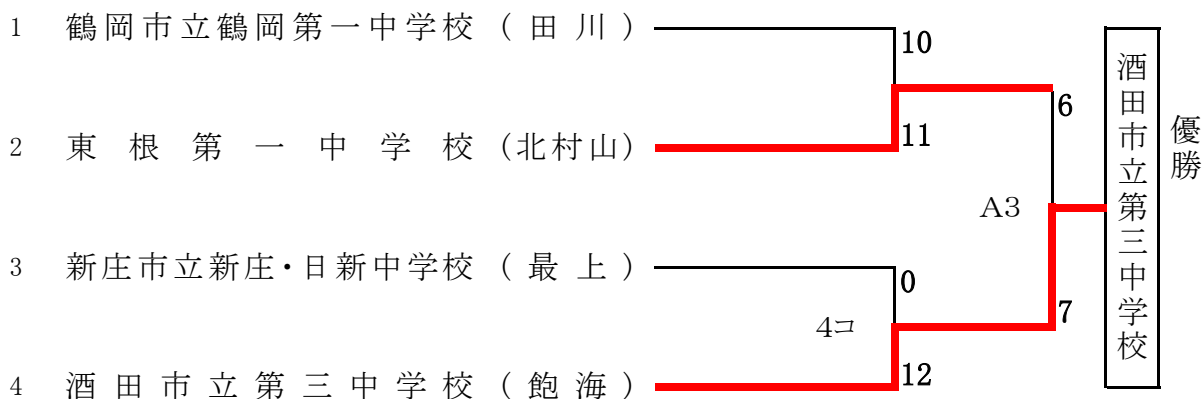 1 鶴岡市立鶴岡第一中学校 (田川)
10
6
11
2 東根第一中学校 (北村山)
A3
3 新庄市立新庄・日新中学校 (最上)
0
4コ
7
12
4 酒田市立第三中学校 (飽海)
酒田市立第三中学校
優勝